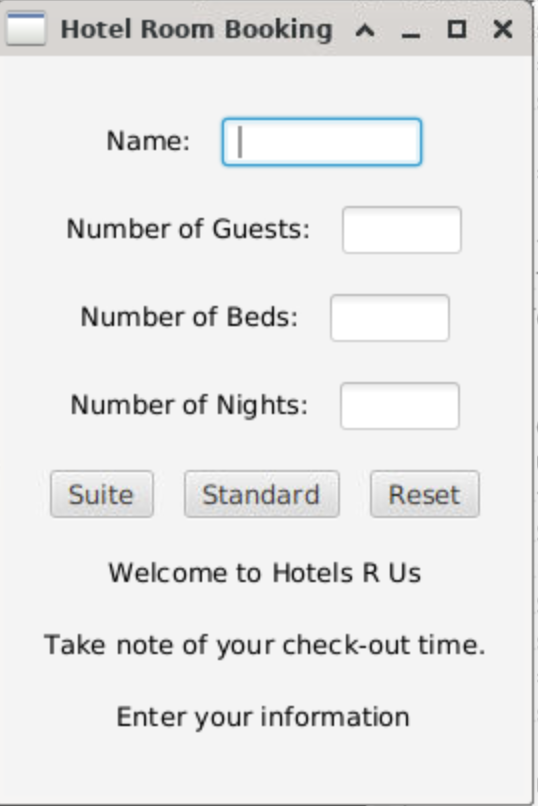 Hotel Room Booking
Name:
Number of Guests:
Number of Beds:
Number of Nights:
Suite Standard Reset
Welcome to Hotels R Us
Take note of your check-out time.
Enter your information